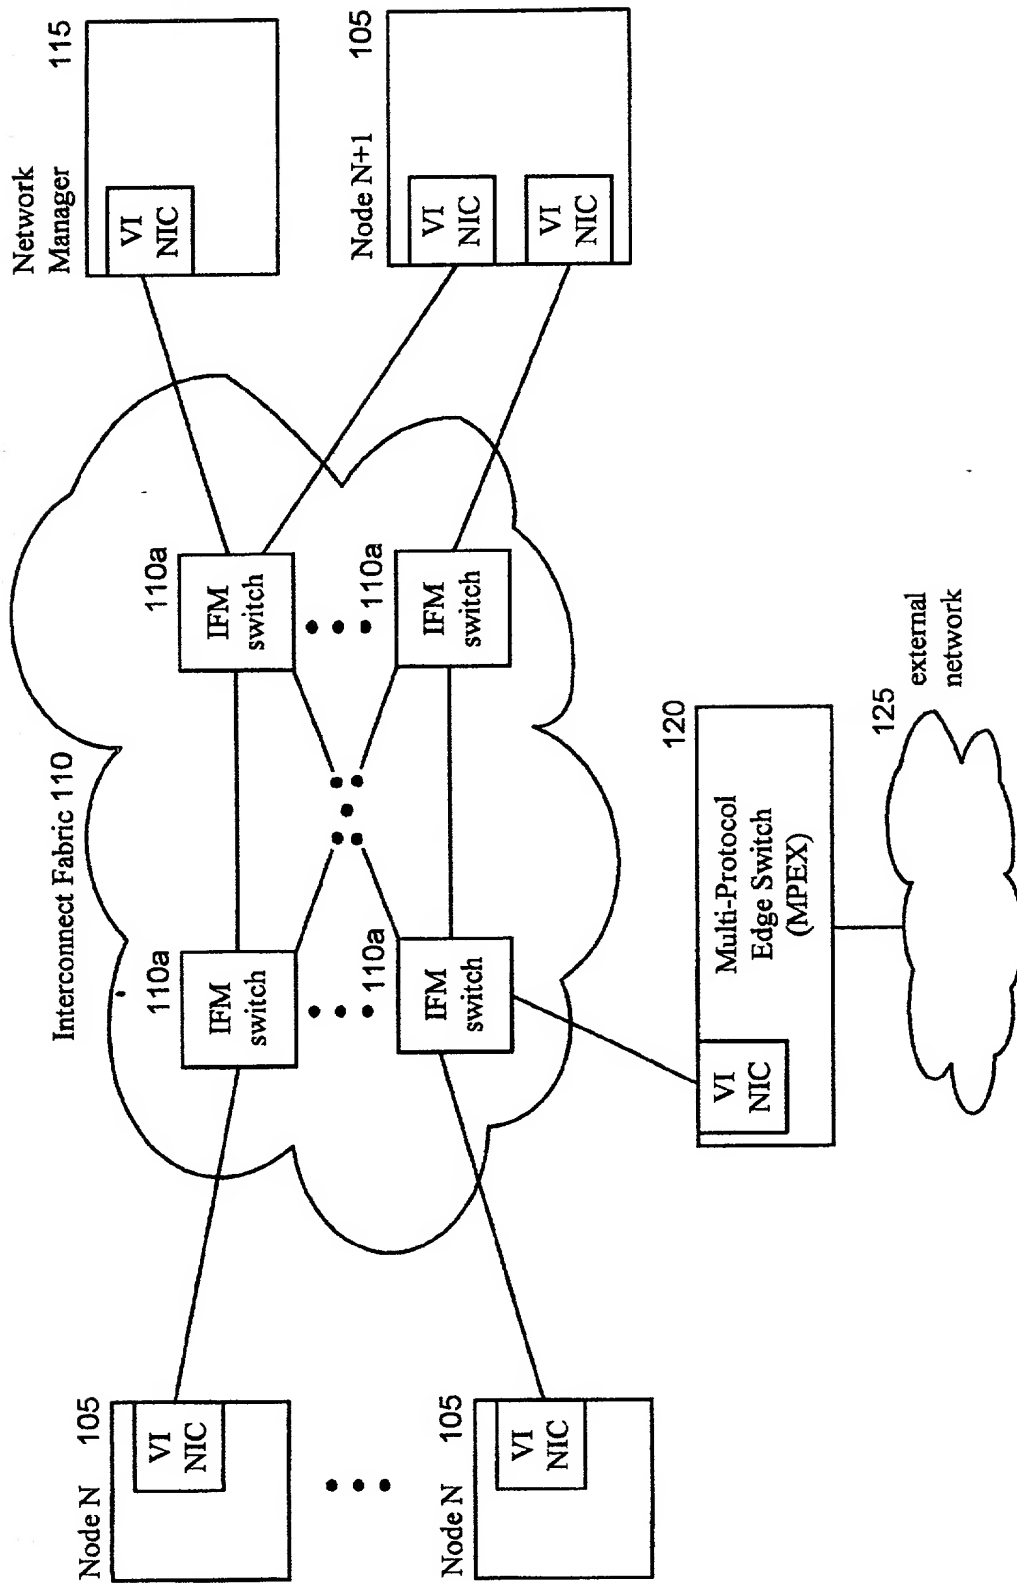 Network
Manager 115
VI
NIC
Node N+1 105
VI
NIC
VI
NIC
Interconnect Fabric 110
110a
IFM
switch
110a
IFM
switch
110a
IFM
switch
110a
IFM
switch
Node N 105
VI
NIC
Node N 105
VI
NIC
120
Multi-Protocol
Edge Switch
(MPEX)
VI
NIC
125
external
network